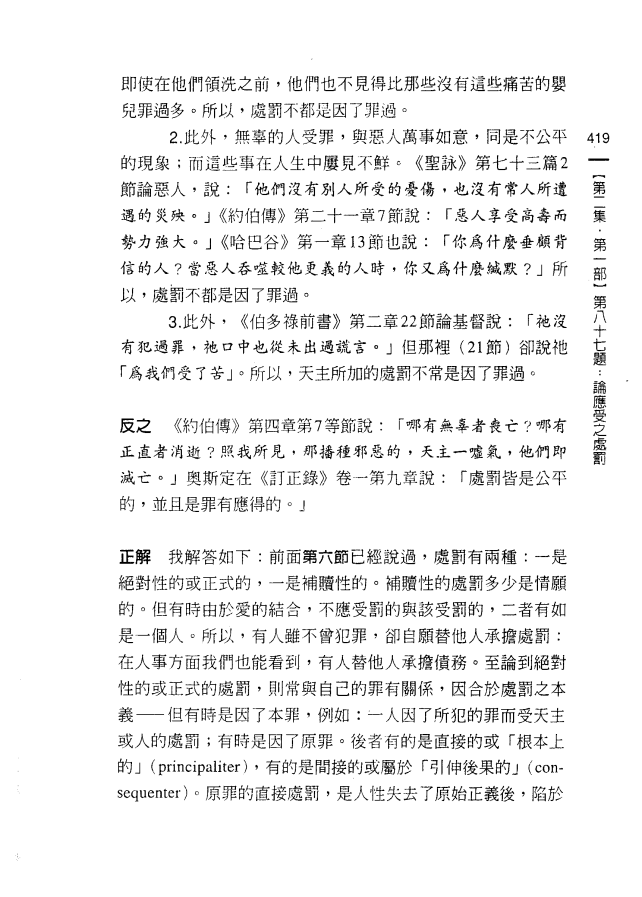 即使在他們領洗之前，他們也不見得比那些沒有這些痛苦的嬰
兒罪過多。所以，處罰不都是因了罪過。
2.此外，無辜的人受罪，與惡人萬事如意，同是不公平
的現象；而這些事在人生中屢見不鮮。《聖詠》第七十三篇2
節論惡人，說：「他們沒有別人所受的憂傷，也沒有常人所遭
遇的災殃。」《約伯傳》第二十一章7節說：「惡人享受高壽而
勢力強大。」《哈巴谷》第一章13節也說：「你爲什麼垂顧背
信的人？當惡人吞噬較他更義的人時，你又爲什麼緘默？」所
以，處罰不都是因了罪過。
3.此外，《伯多祿前書》第二章22節論基督說：「祂沒
有犯過罪，祂口中也從未出過謊言。」但那裡（21節）卻說祂
「爲我們受了苦」。所以，天主所加的處罰不常是因了罪過。
反之　《約伯傳》第四章第7等節說：「哪有無辜者喪亡？哪有
正直者消逝？照我所見，那播種邪惡的，天主一噓氣，他們即
滅亡。」奧斯定在《訂正錄》卷一第九章說：「處罰皆是公平
的，並且是罪有應得的。」
正解　我解答如下：前面第六節已經說過，處罰有兩種：一是
絕對性的或正式的，一是補贖性的。補贖性的處罰多少是情願
的。但有時由於愛的結合，不應受罰的與該受罰的，二者有如
是一個人。所以，有人雖不曾犯罪，卻自願替他人承擔處罰：
在人事方面我們也能看到，有人替他人承擔債務。至論到絕對
性的或正式的處罰，則常與自己的罪有關係，因合於處罰之本
義——但有時是因了本罪，例如：一人因了所犯的罪而受天主
或人的處罰；有時是因了原罪。後者有的是直接的或「根本上
的」（principaliter），有的是間接的或屬於「引伸後果的」（con-
sequenter）。原罪的直接處罰，是人性失去了原始正義後，陷於
419
【第二集．第一部】第八十七題：論應受之處罰